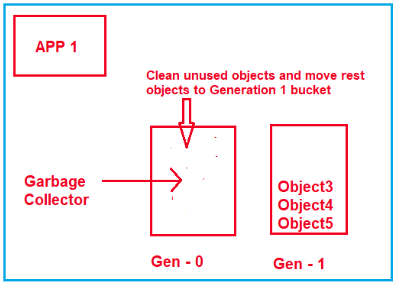 APP 1
Clean unused objects and move rest
objects to Generation 1 bucket
Garbage
Collector
Object3
Object4
Object5
Gen - 0
Gen - 1